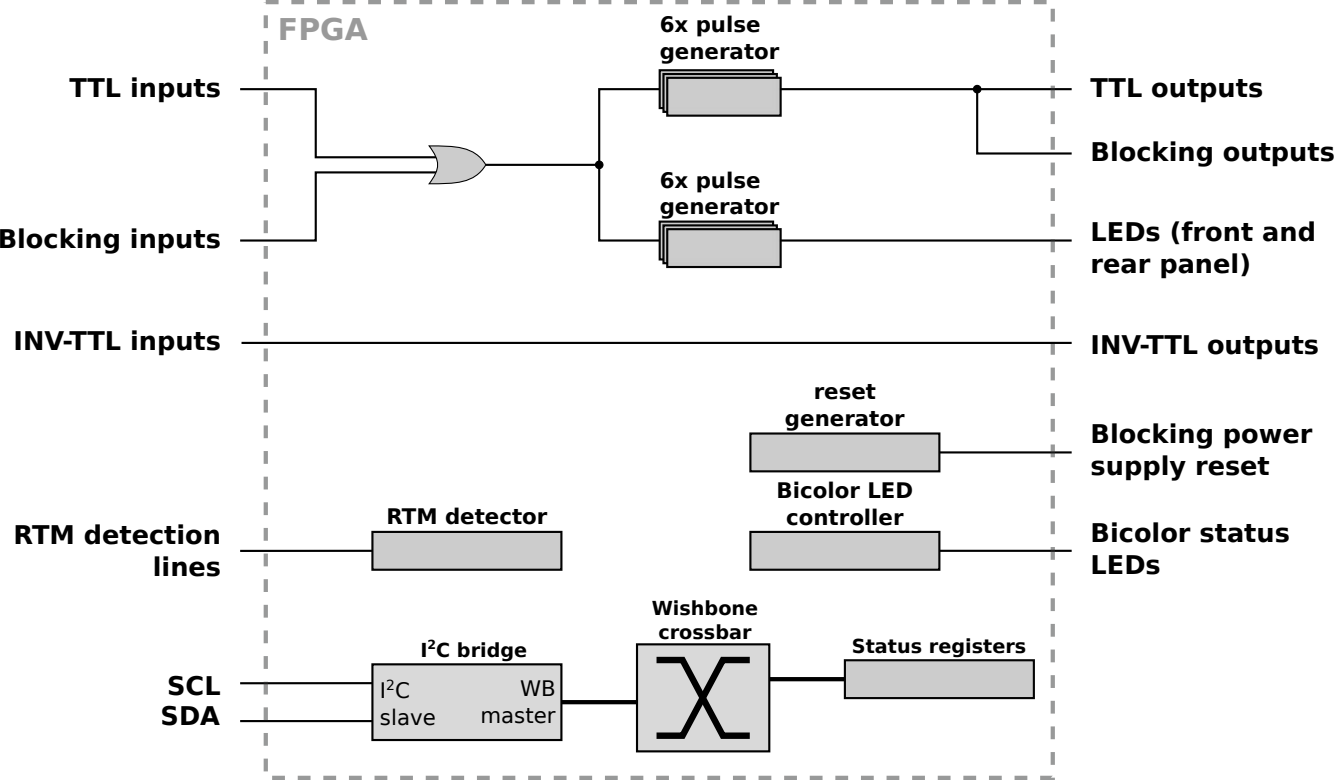 FPGA
6x pulse
generator
TTL inputs
TTL outputs
Blocking outputs
6x pulse
generator
Blocking inputs
LEDs (front and
rear panel)
INV-TTL inputs
INV-TTL outputs
reset
generator
Blocking power
supply reset
RTM detection
lines
RTM detector
Bicolor LED
controller
Bicolor status
LEDs
Wishbone
crossbar
I²C bridge
Status registers
SCL
SDA
I²C
slave
WB
master